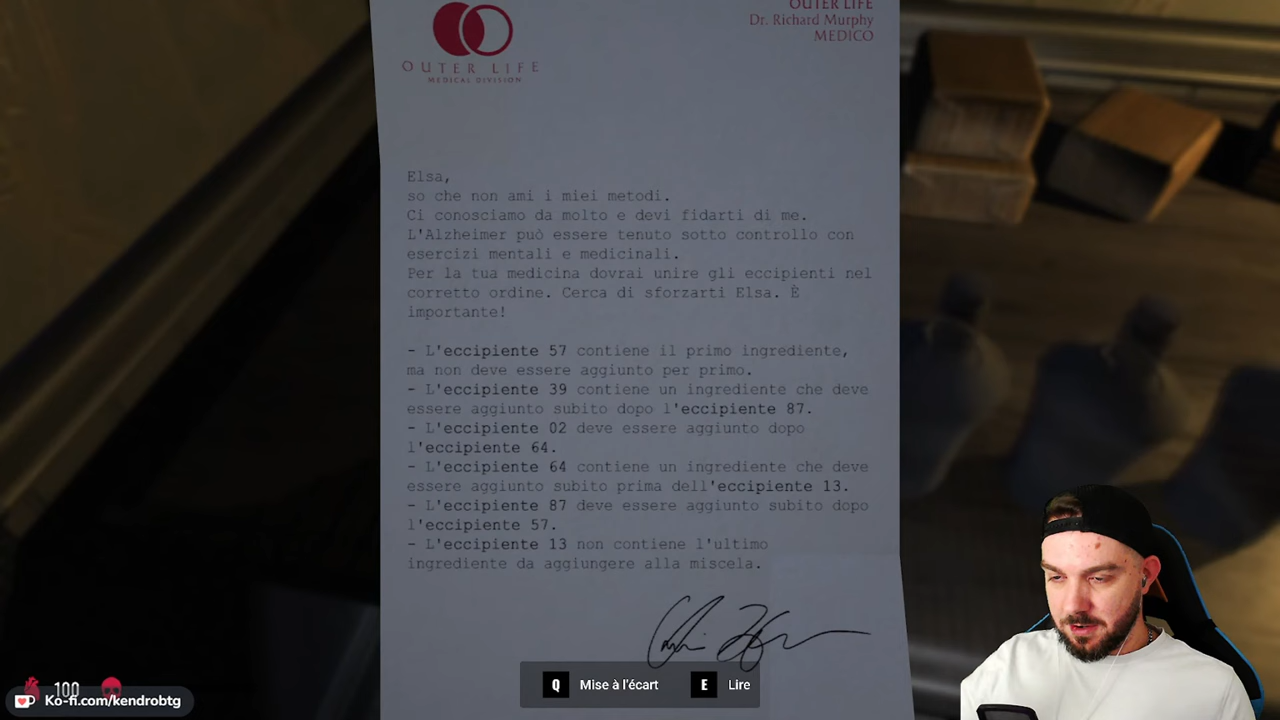 OUTER LIFE
MEDICAL DIVISION
OUTER LIFE
Dr. Richard Murphy
MEDICO
Elsa,
so che non ami i miei metodi.
Ci conosciamo da molto e devi fidarti di me.
L'Alzheimer può essere tenuto sotto controllo con
esercizi mentali e medicinali.
Per la tua medicina dovrai unire gli eccipienti nel
corretto ordine. Cerca di sforzarti Elsa. È
importante!
- L'eccipiente 57 contiene il primo ingrediente,
ma non deve essere aggiunto per primo.
- L'eccipiente 39 contiene un ingrediente che deve
essere aggiunto subito dopo l'eccipiente 87.
- L'eccipiente 02 deve essere aggiunto dopo
l'eccipiente 64.
- L'eccipiente 64 contiene un ingrediente che deve
essere aggiunto subito prima dell'eccipiente 13.
- L'eccipiente 87 deve essere aggiunto subito dopo
l'eccipiente 57.
- L'eccipiente 13 non contiene l'ultimo
ingrediente da aggiungere alla miscela.
Q Mise à l'écart E Lire
100
Ko-fi.com/kendrobtg